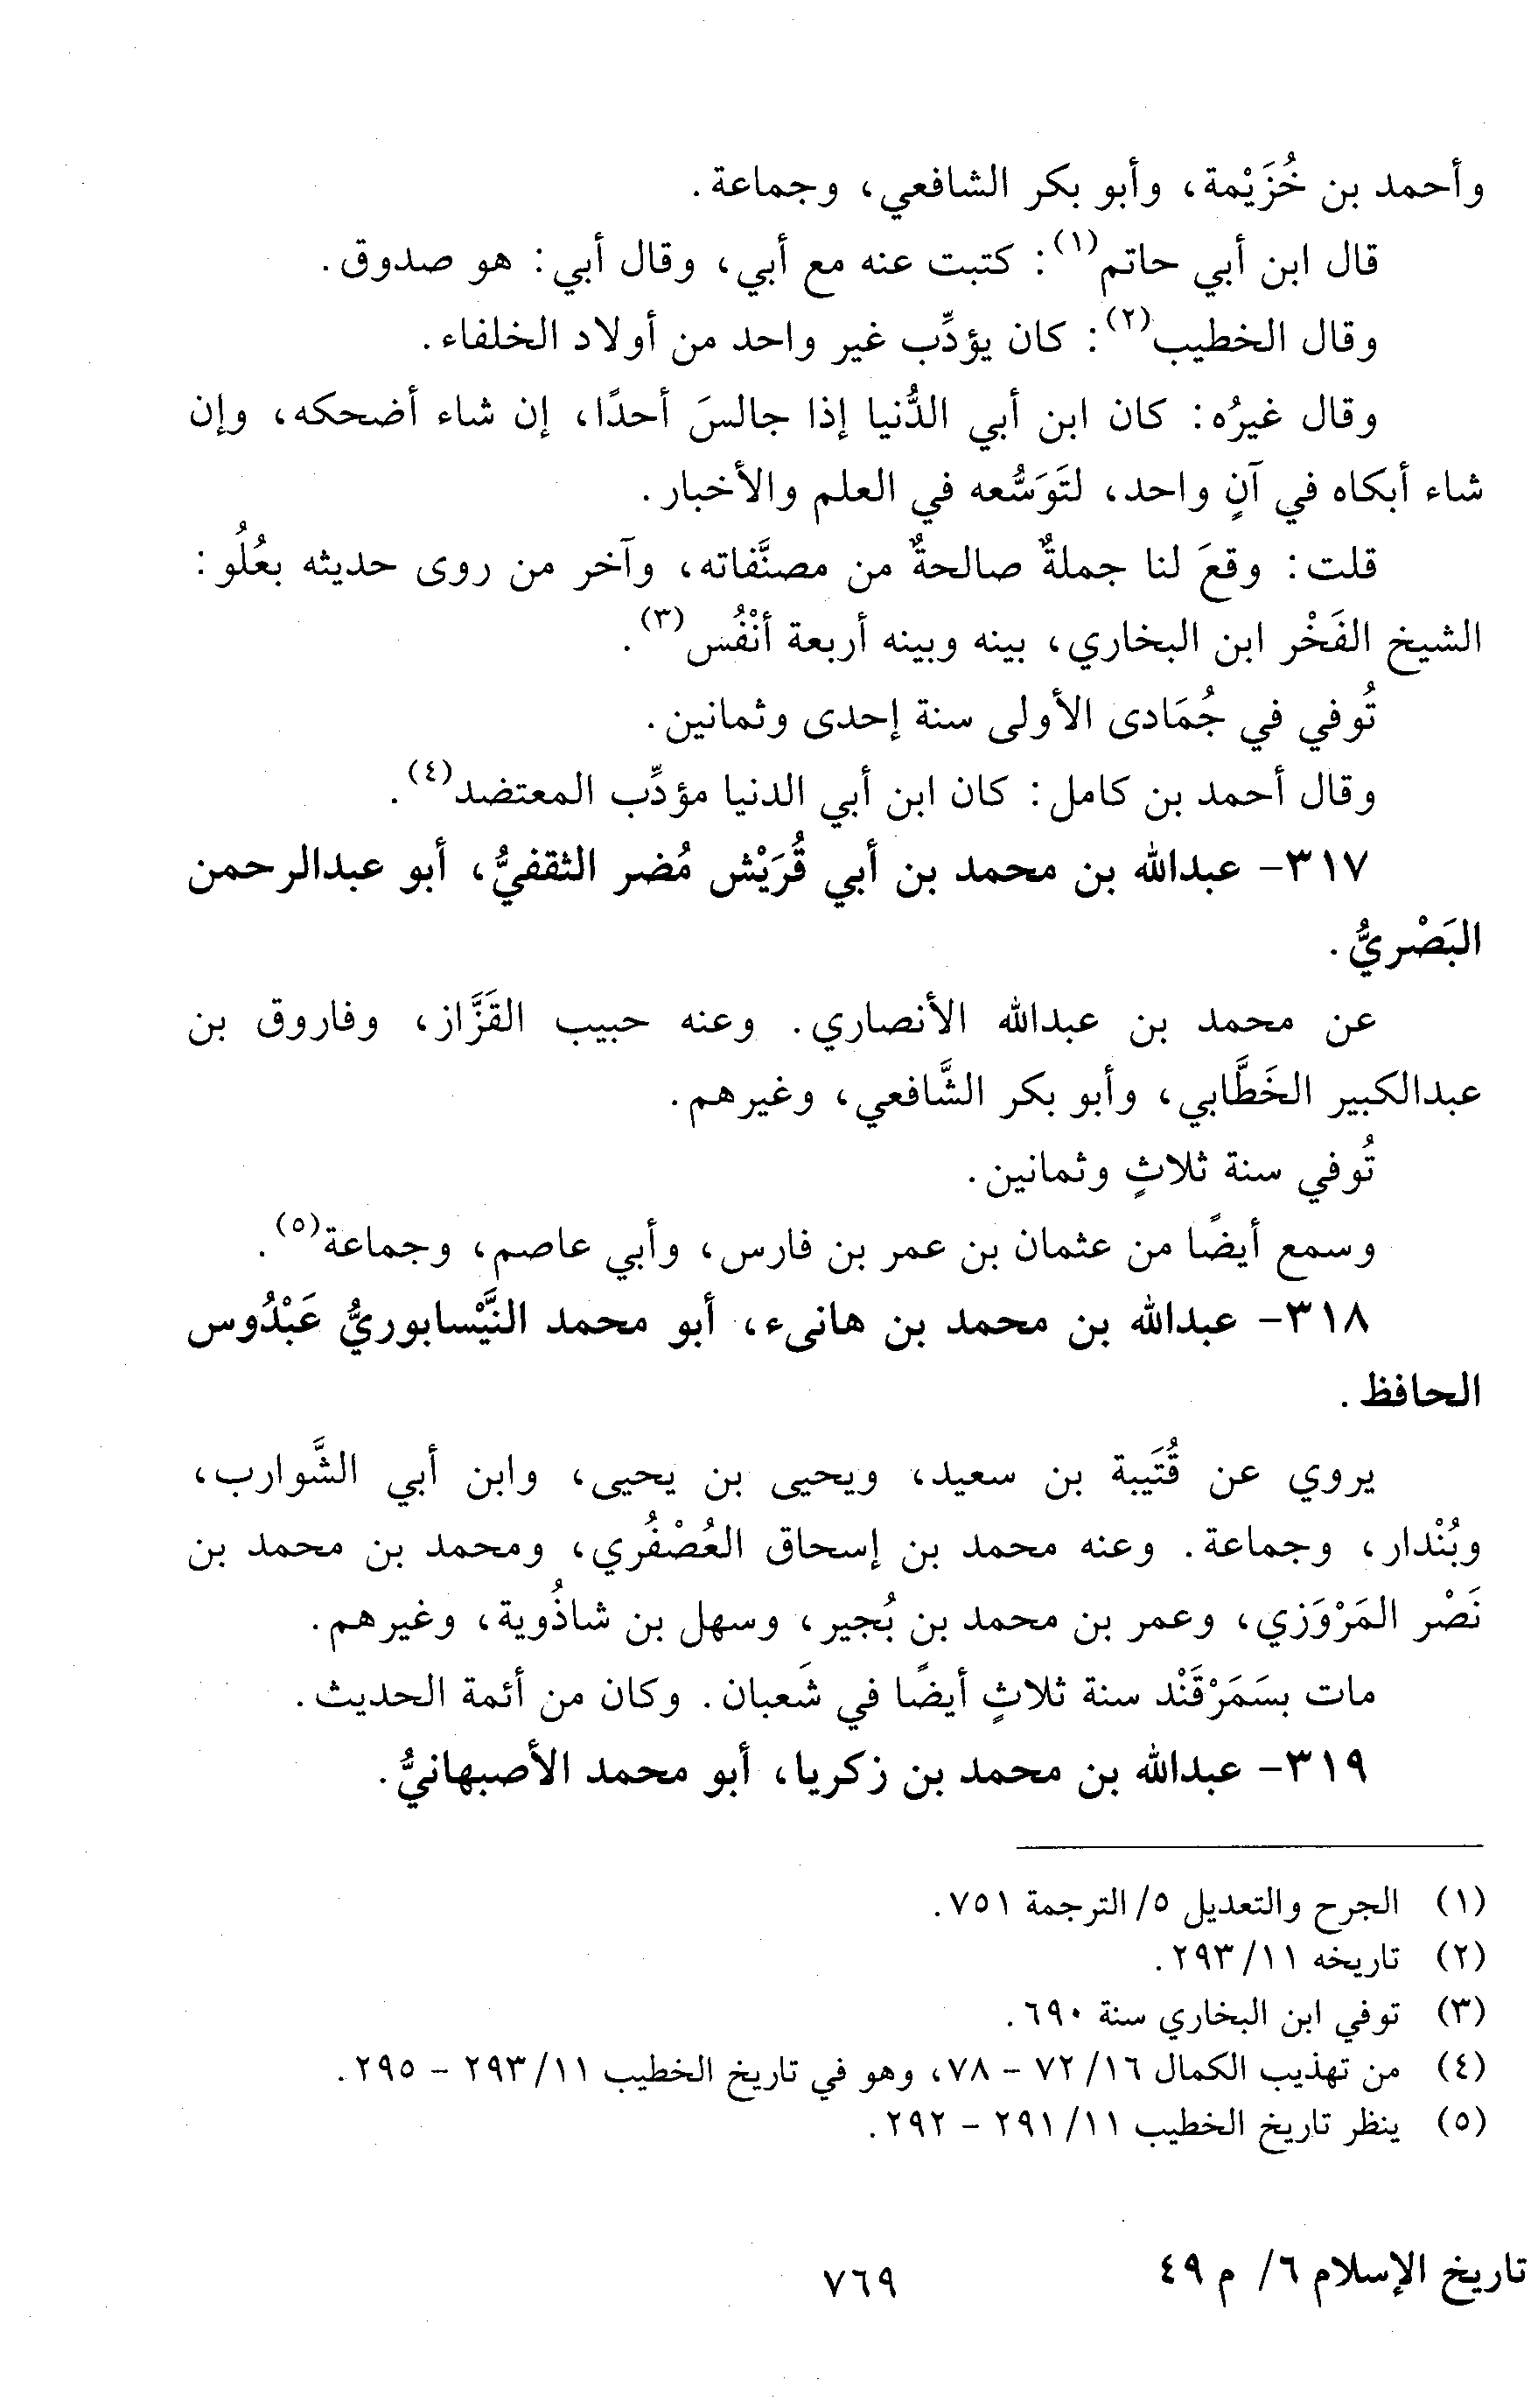 وأحمد بن خُزَيْمة، وأبو بكر الشافعي، وجماعة.
قال ابن أبي حاتم(١): كتبت عنه مع أبي، وقال أبي: هو صدوق.
وقال الخطيب(٢): كان يؤدِّب غير واحد من أولاد الخلفاء.
وقال غيرُه: كان ابن أبي الدُّنيا إذا جالسَ أحدًا، إن شاء أضحكه، وإن
شاء أبكاه في آنٍ واحد، لتَوَسُّعه في العلم والأخبار.
قلت: وقعَ لنا جملةٌ صالحةٌ من مصنَّفاته، وآخر من روى حديثه بعُلُو:
الشيخ الفَخْر ابن البخاري، بينه وبينه أربعة أنْفُس(٣).
تُوفي في جُمَادى الأولى سنة إحدى وثمانين.
وقال أحمد بن كامل: كان ابن أبي الدنيا مؤدِّب المعتضد(٤).
٣١٧- عبدالله بن محمد بن أبي قُرَيْش مُضر الثقفيُّ، أبو عبدالرحمن
البَصْريُّ.
عن محمد بن عبدالله الأنصاري. وعنه حبيب القَزَّاز، وفاروق بن
عبدالكبير الخَطَّابي، وأبو بكر الشَّافعي، وغيرهم.
تُوفي سنة ثلاثٍ وثمانين.
وسمع أيضًا من عثمان بن عمر بن فارس، وأبي عاصم، وجماعة(٥).
٣١٨- عبدالله بن محمد بن هانىء، أبو محمد النَّيْسابوريُّ عَبْدُوس
الحافظ.
يروي عن قُتَيبة بن سعيد، ويحيى بن يحيى، وابن أبي الشَّوارب،
وبُنْدار، وجماعة. وعنه محمد بن إسحاق العُصْفُري، ومحمد بن محمد بن
نَصْر المَرْوَزي، وعمر بن محمد بن بُجير، وسهل بن شاذُوية، وغيرهم.
مات بسَمَرْقَنْد سنة ثلاثٍ أيضًا في شَعبان. وكان من أئمة الحديث.
٣١٩- عبدالله بن محمد بن زكريا، أبو محمد الأصبهانيُّ.
(١) الجرح والتعديل ٥/ الترجمة ٧٥١.
(٢) تاريخه ١١/ ٢٩٣.
(٣) توفي ابن البخاري سنة ٦٩٠.
(٤) من تهذيب الكمال ١٦/ ٧٢ - ٧٨، وهو في تاريخ الخطيب ١١/ ٢٩٣ - ٢٩٥.
(٥) ينظر تاريخ الخطيب ١١/ ٢٩١ - ٢٩٢.
تاريخ الإسلام ٦/ م ٤٩
٧٦٩